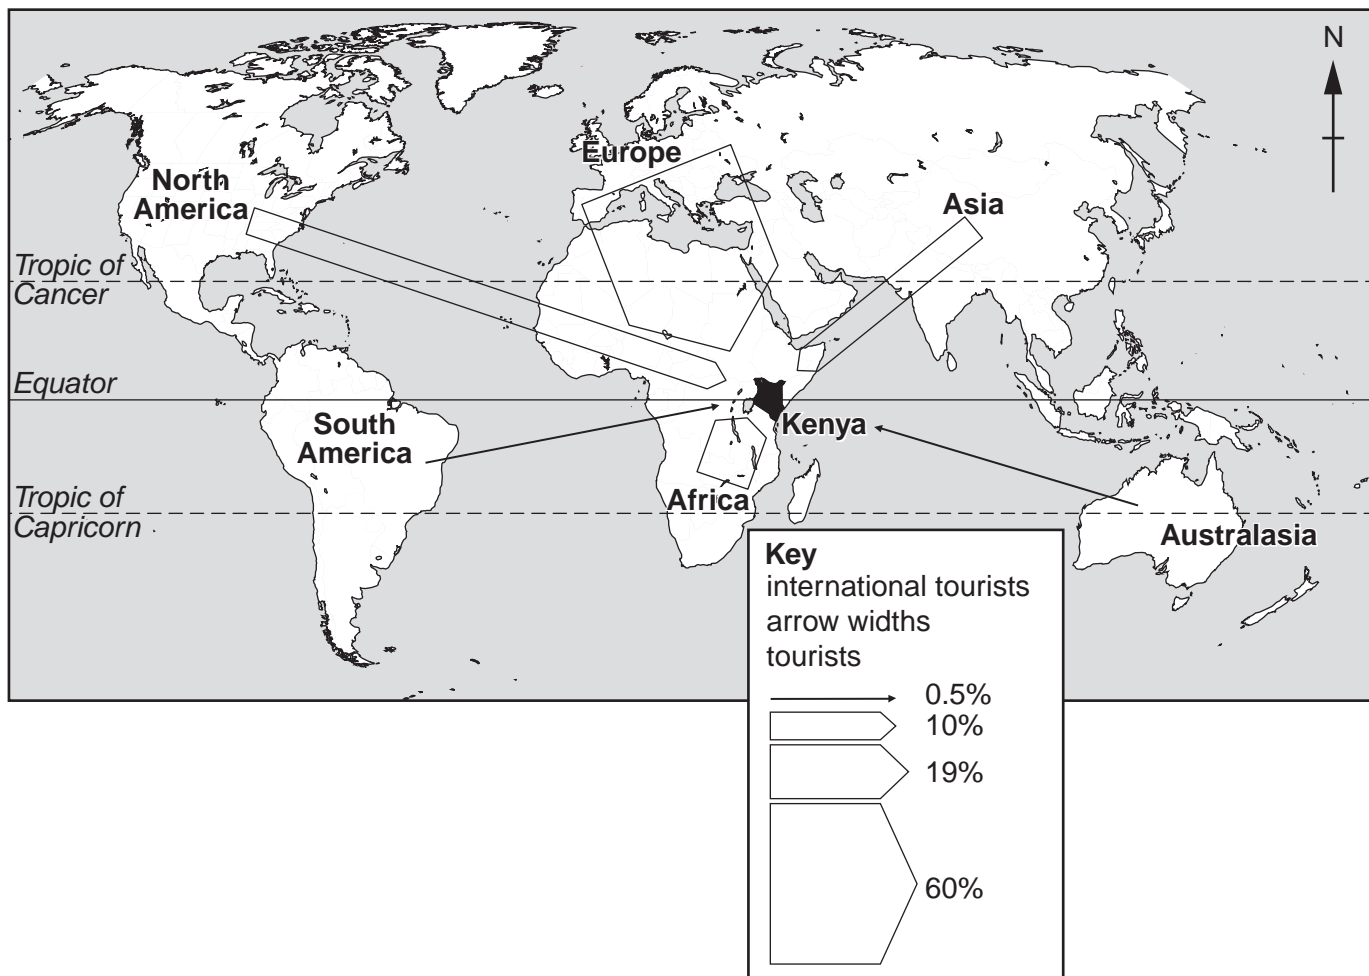 N
Europe
North
America
Asia
Tropic of
Cancer
Equator
South
America
Kenya
Tropic of
Capricorn
Africa
Australasia
Key
international tourists
arrow widths
tourists
0.5%
10%
19%
60%